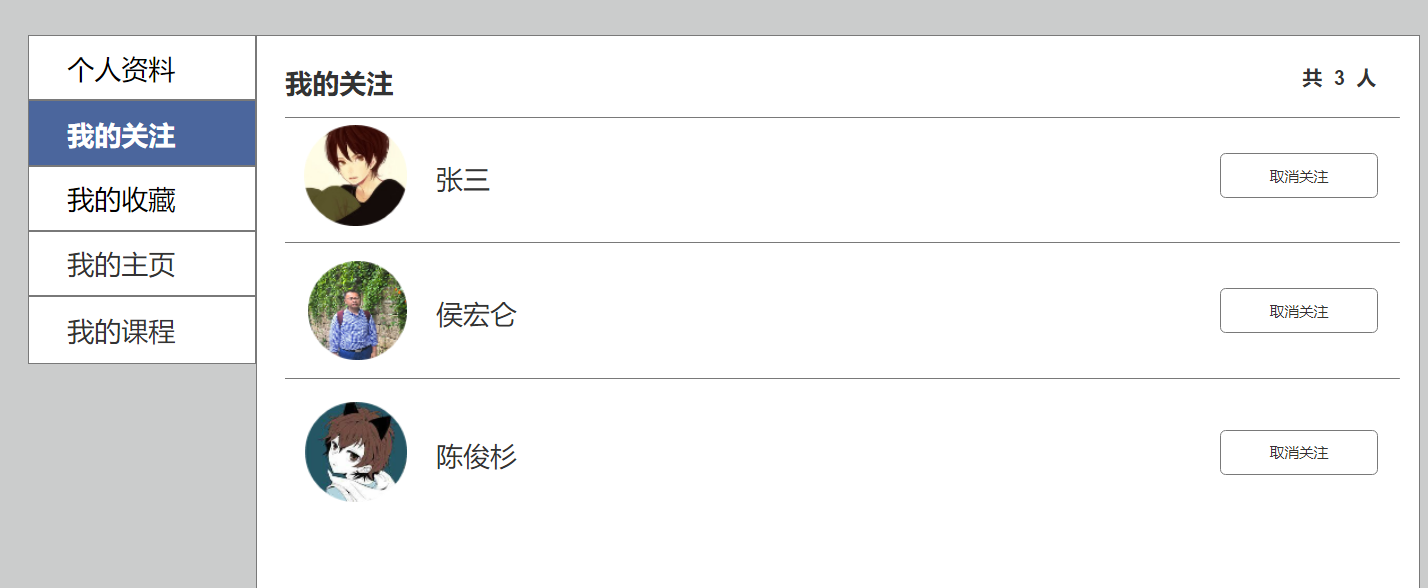 个人资料
我的关注
我的收藏
我的主页
我的课程
我的关注
共 3 人
张三
取消关注
侯宏仑
取消关注
陈俊杉
取消关注